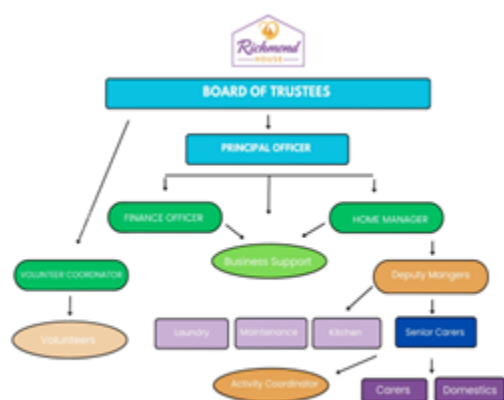 Richmond
HOUSE
BOARD OF TRUSTEES
PRINCIPAL OFFICER
FINANCE OFFICER
HOME MANAGER
Business Support
VOLUNTEER COORDNATOR
Deputy Mangers
Volunteers
Laundry
Maintenance
Kitchen
Senior Carers
Activity Coordinator
Carers
Domestics